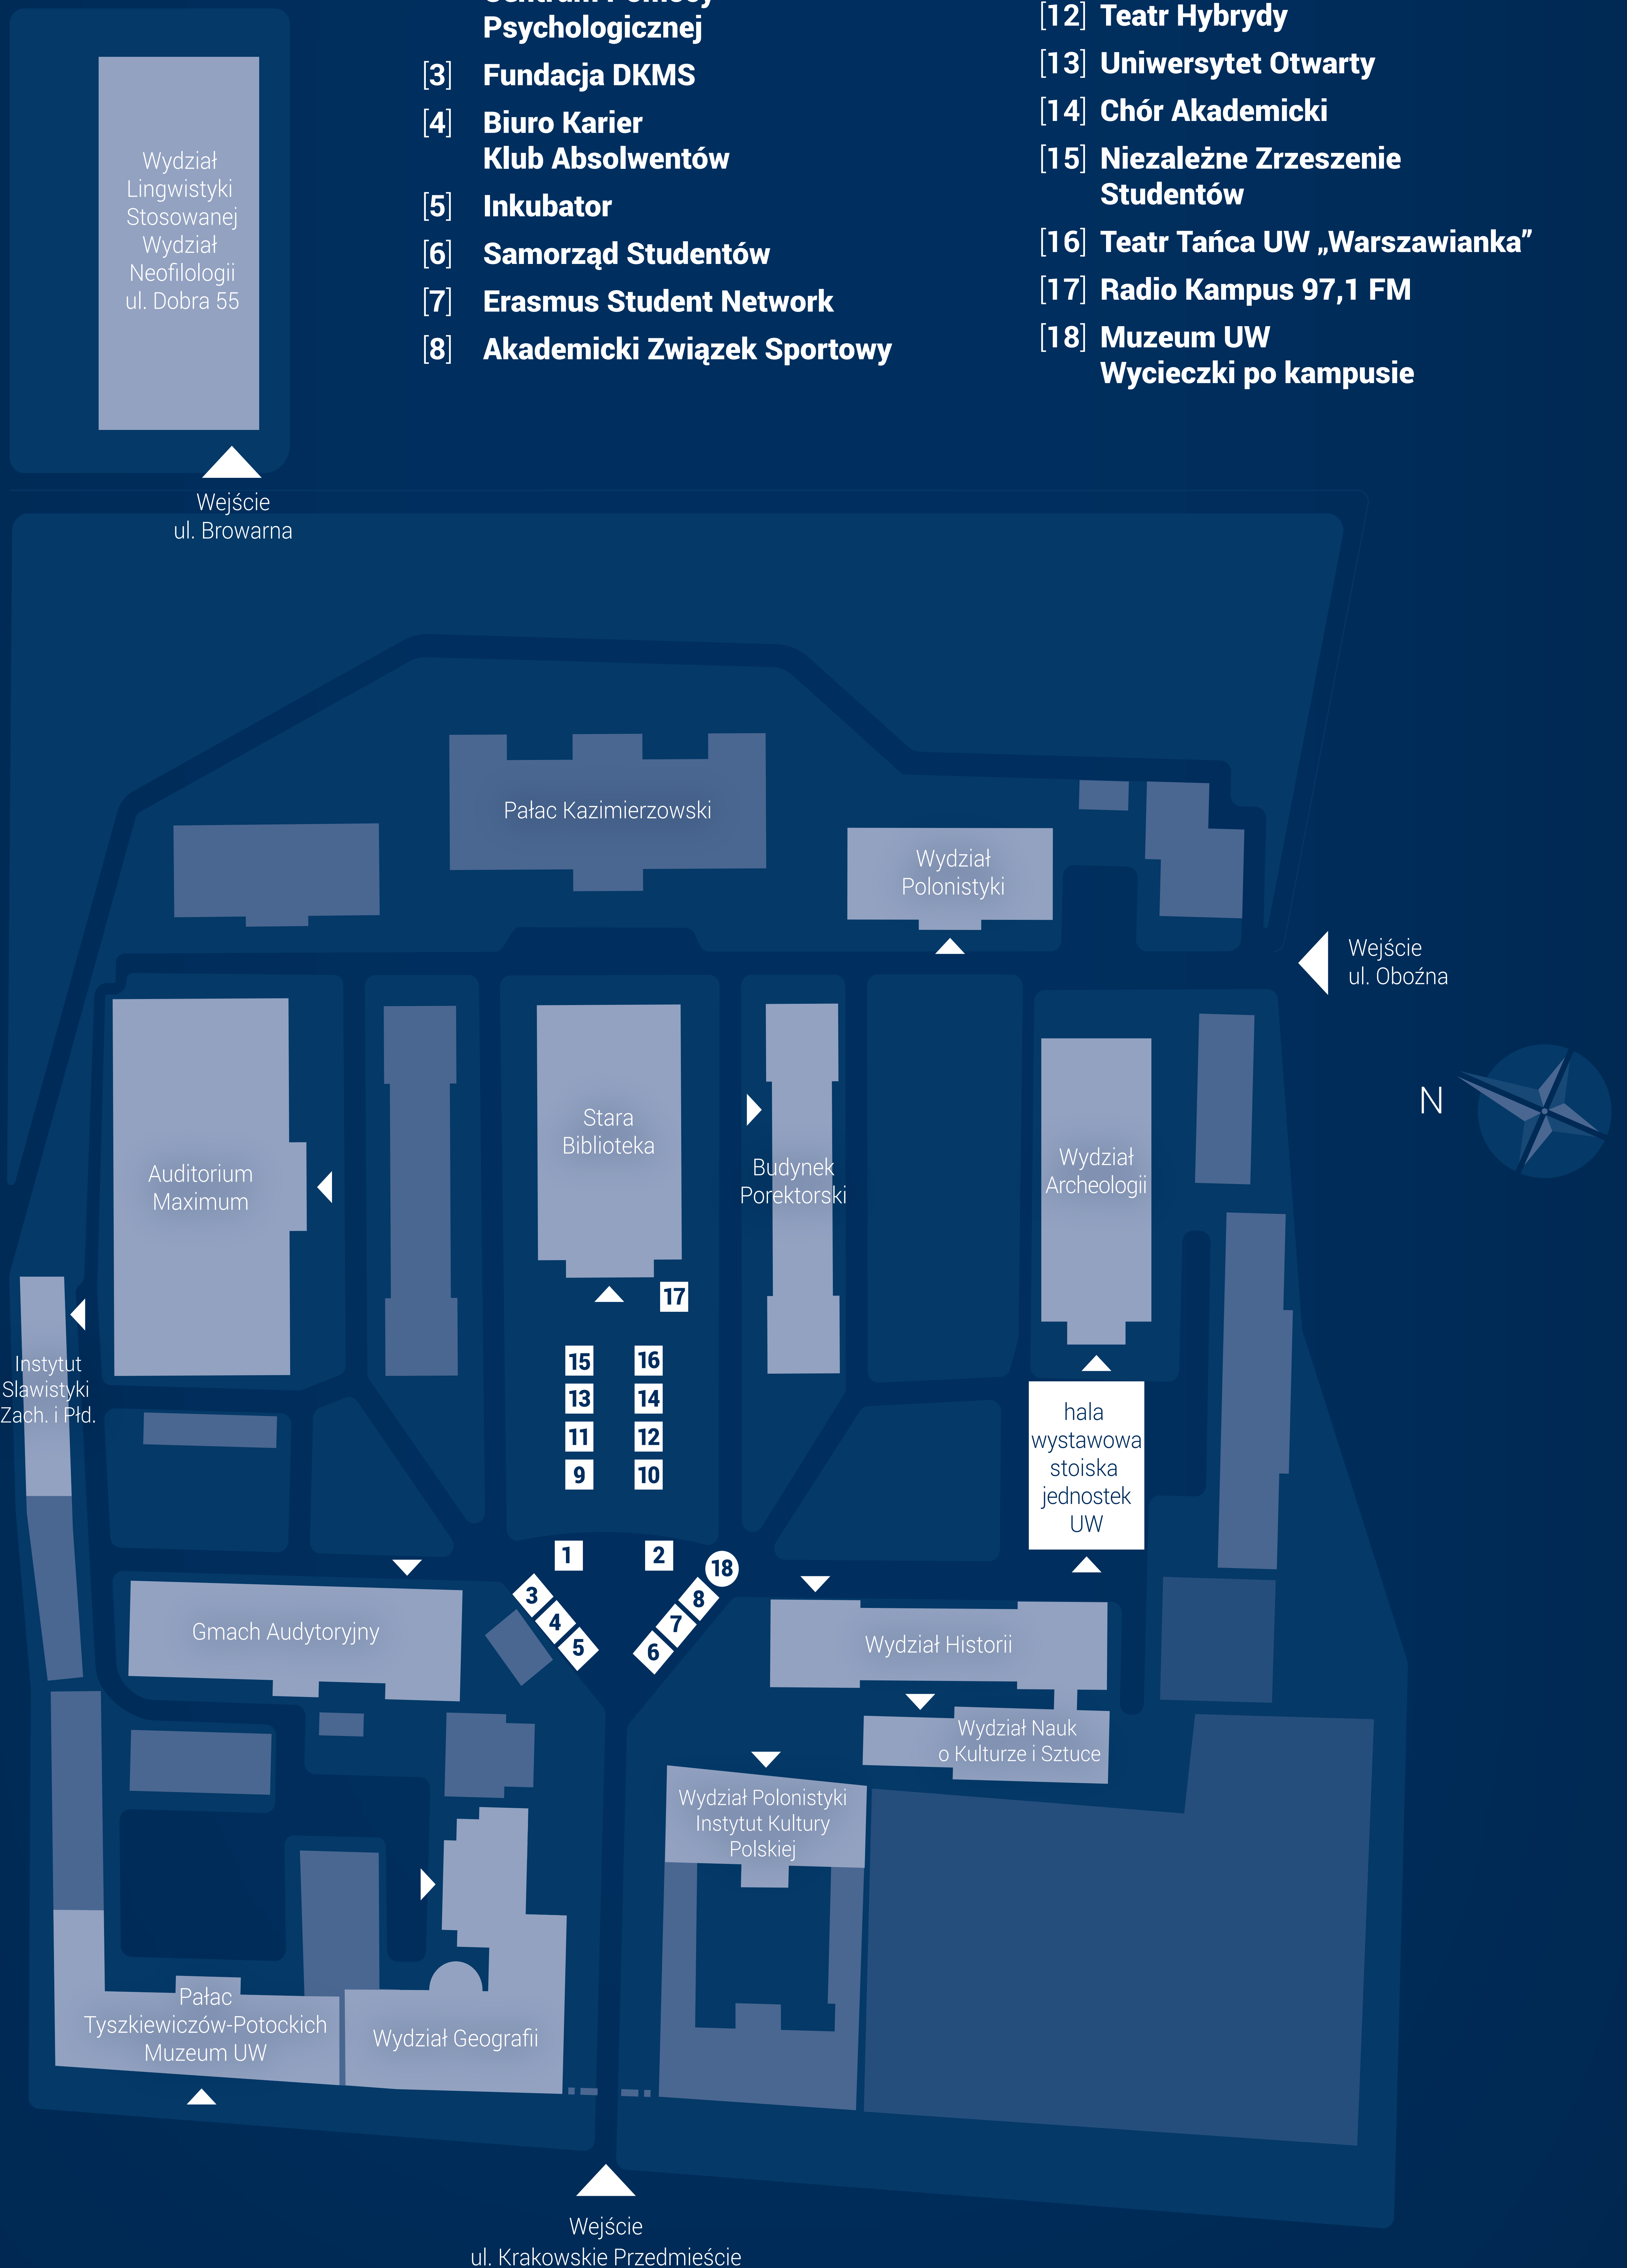 Psychologicznej
[3] Fundacja DKMS
[4] Biuro Karier
Klub Absolwentów
[5] Inkubator
[6] Samorząd Studentów
[7] Erasmus Student Network
[8] Akademicki Związek Sportowy
[12] Teatr Hybrydy
[13] Uniwersytet Otwarty
[14] Chór Akademicki
[15] Niezależne Zrzeszenie
Studentów
[16] Teatr Tańca UW „Warszawianka”
[17] Radio Kampus 97,1 FM
[18] Muzeum UW
Wycieczki po kampusie
Wydział
Lingwistyki
Stosowanej
Wydział
Neofilologii
ul. Dobra 55
Wejście
ul. Browarna
Pałac Kazimierzowski
Wydział
Polonistyki
Wejście
ul. Oboźna
N
Auditorium
Maximum
Stara
Biblioteka
Budynek
Porektorski
Wydział
Archeologii
17
Instytut
Slawistyki
Zach. i Płd.
15 16
13 14
11 12
9 10
hala
wystawowa
stoiska
jednostek
UW
1 2
18
3
4
5
8
7
6
Gmach Audytoryjny
Wydział Historii
Wydział Nauk
o Kulturze i Sztuce
Wydział Polonistyki
Instytut Kultury
Polskiej
Pałac
Tyszkiewiczów-Potockich
Muzeum UW
Wydział Geografii
Wejście
ul. Krakowskie Przedmieście